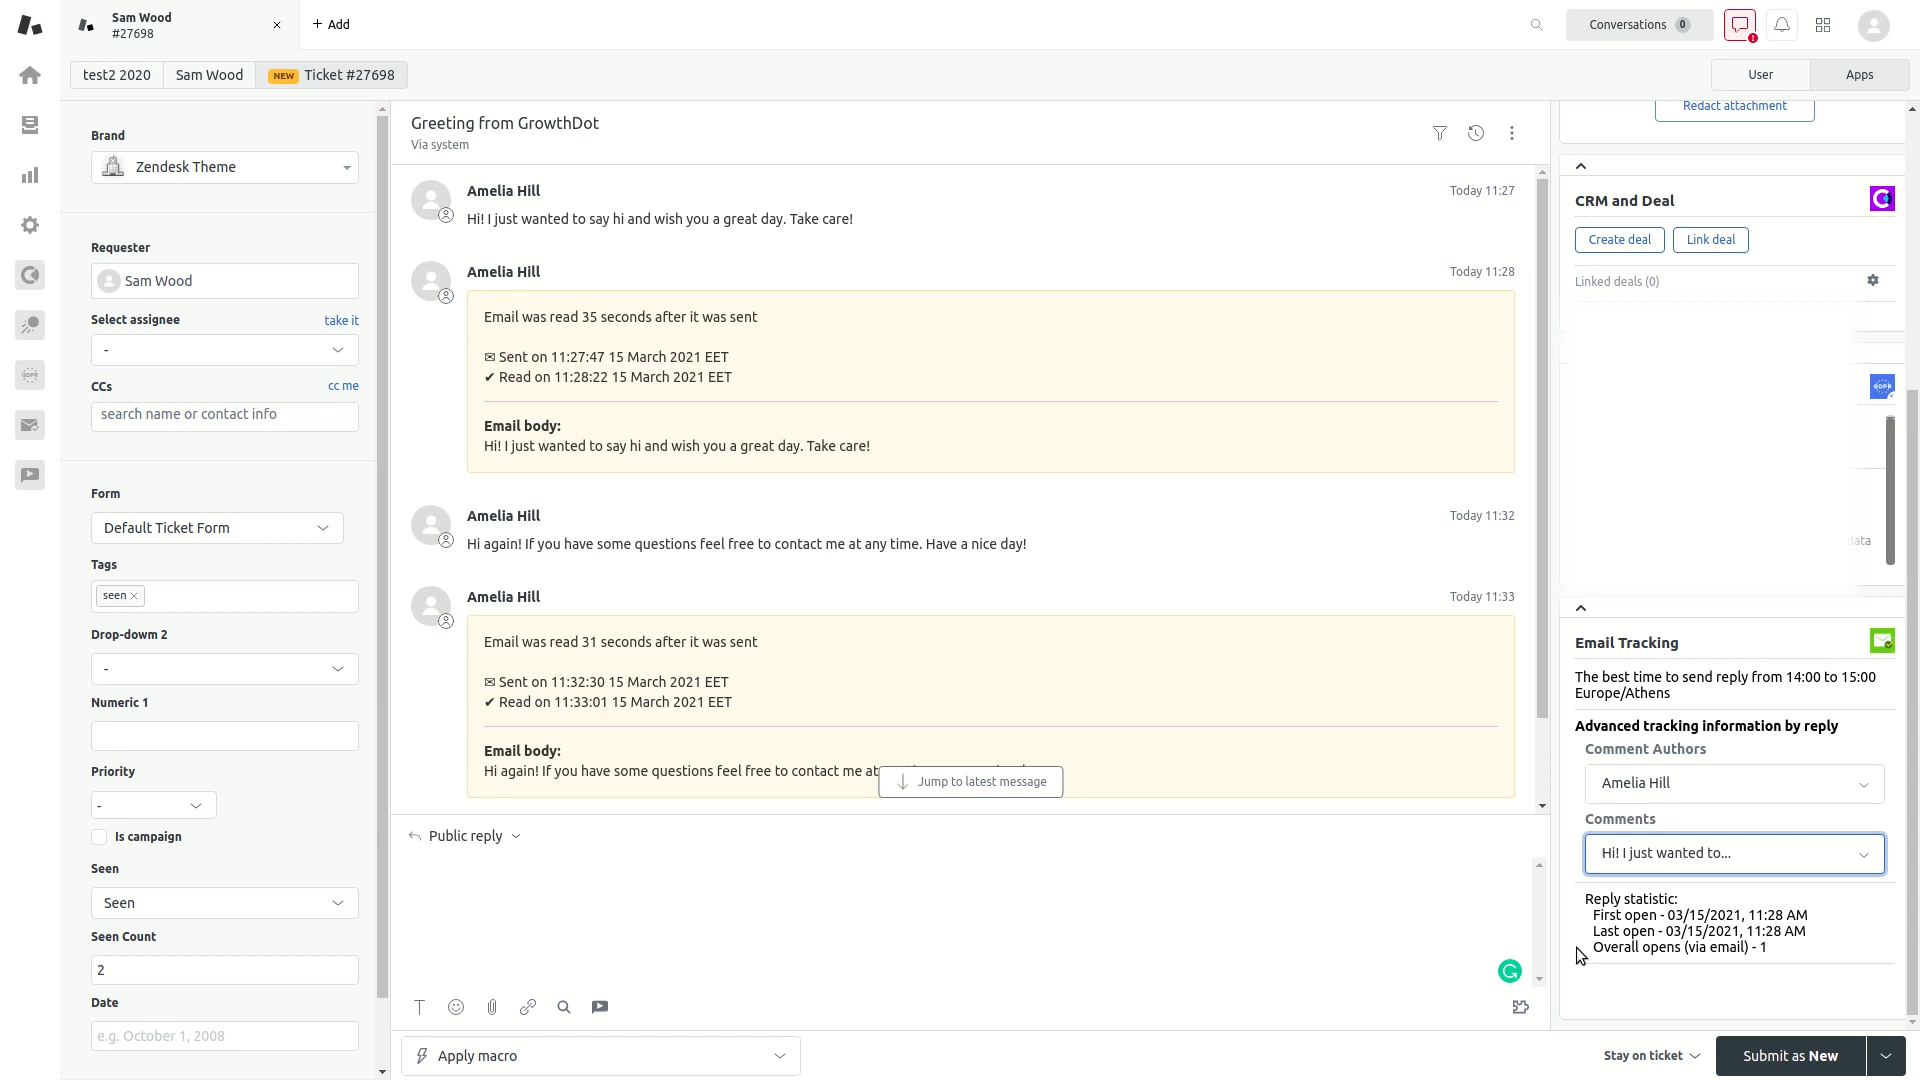 Sam Wood
#27698
+ Add
Conversations 0
test2 2020
Sam Wood
NEW Ticket #27698
User
Apps
Brand
Zendesk Theme
Requester
Sam Wood
Select assignee
take it
-
CCs
cc me
search name or contact info
Form
Default Ticket Form
Tags
seen
Drop-dowm 2
-
Numeric 1
Priority
-
Is campaign
Seen
Seen
Seen Count
2
Date
e.g. October 1, 2008
Greeting from GrowthDot
Via system
Amelia Hill
Today 11:27
Hi! I just wanted to say hi and wish you a great day. Take care!
Amelia Hill
Today 11:28
Email was read 35 seconds after it was sent
✉ Sent on 11:27:47 15 March 2021 EET
✔ Read on 11:28:22 15 March 2021 EET
Email body:
Hi! I just wanted to say hi and wish you a great day. Take care!
Amelia Hill
Today 11:32
Hi again! If you have some questions feel free to contact me at any time. Have a nice day!
Amelia Hill
Today 11:33
Email was read 31 seconds after it was sent
✉ Sent on 11:32:30 15 March 2021 EET
✔ Read on 11:33:01 15 March 2021 EET
Email body:
Hi again! If you have some questions feel free to contact me at
Jump to latest message
Public reply
Apply macro
Redact attachment
CRM and Deal
Create deal
Link deal
Linked deals (0)
GDPR
data
Email Tracking
The best time to send reply from 14:00 to 15:00
Europe/Athens
Advanced tracking information by reply
Comment Authors
Amelia Hill
Comments
Hi! I just wanted to...
Reply statistic:
First open - 03/15/2021, 11:28 AM
Last open - 03/15/2021, 11:28 AM
Overall opens (via email) - 1
Stay on ticket
Submit as New